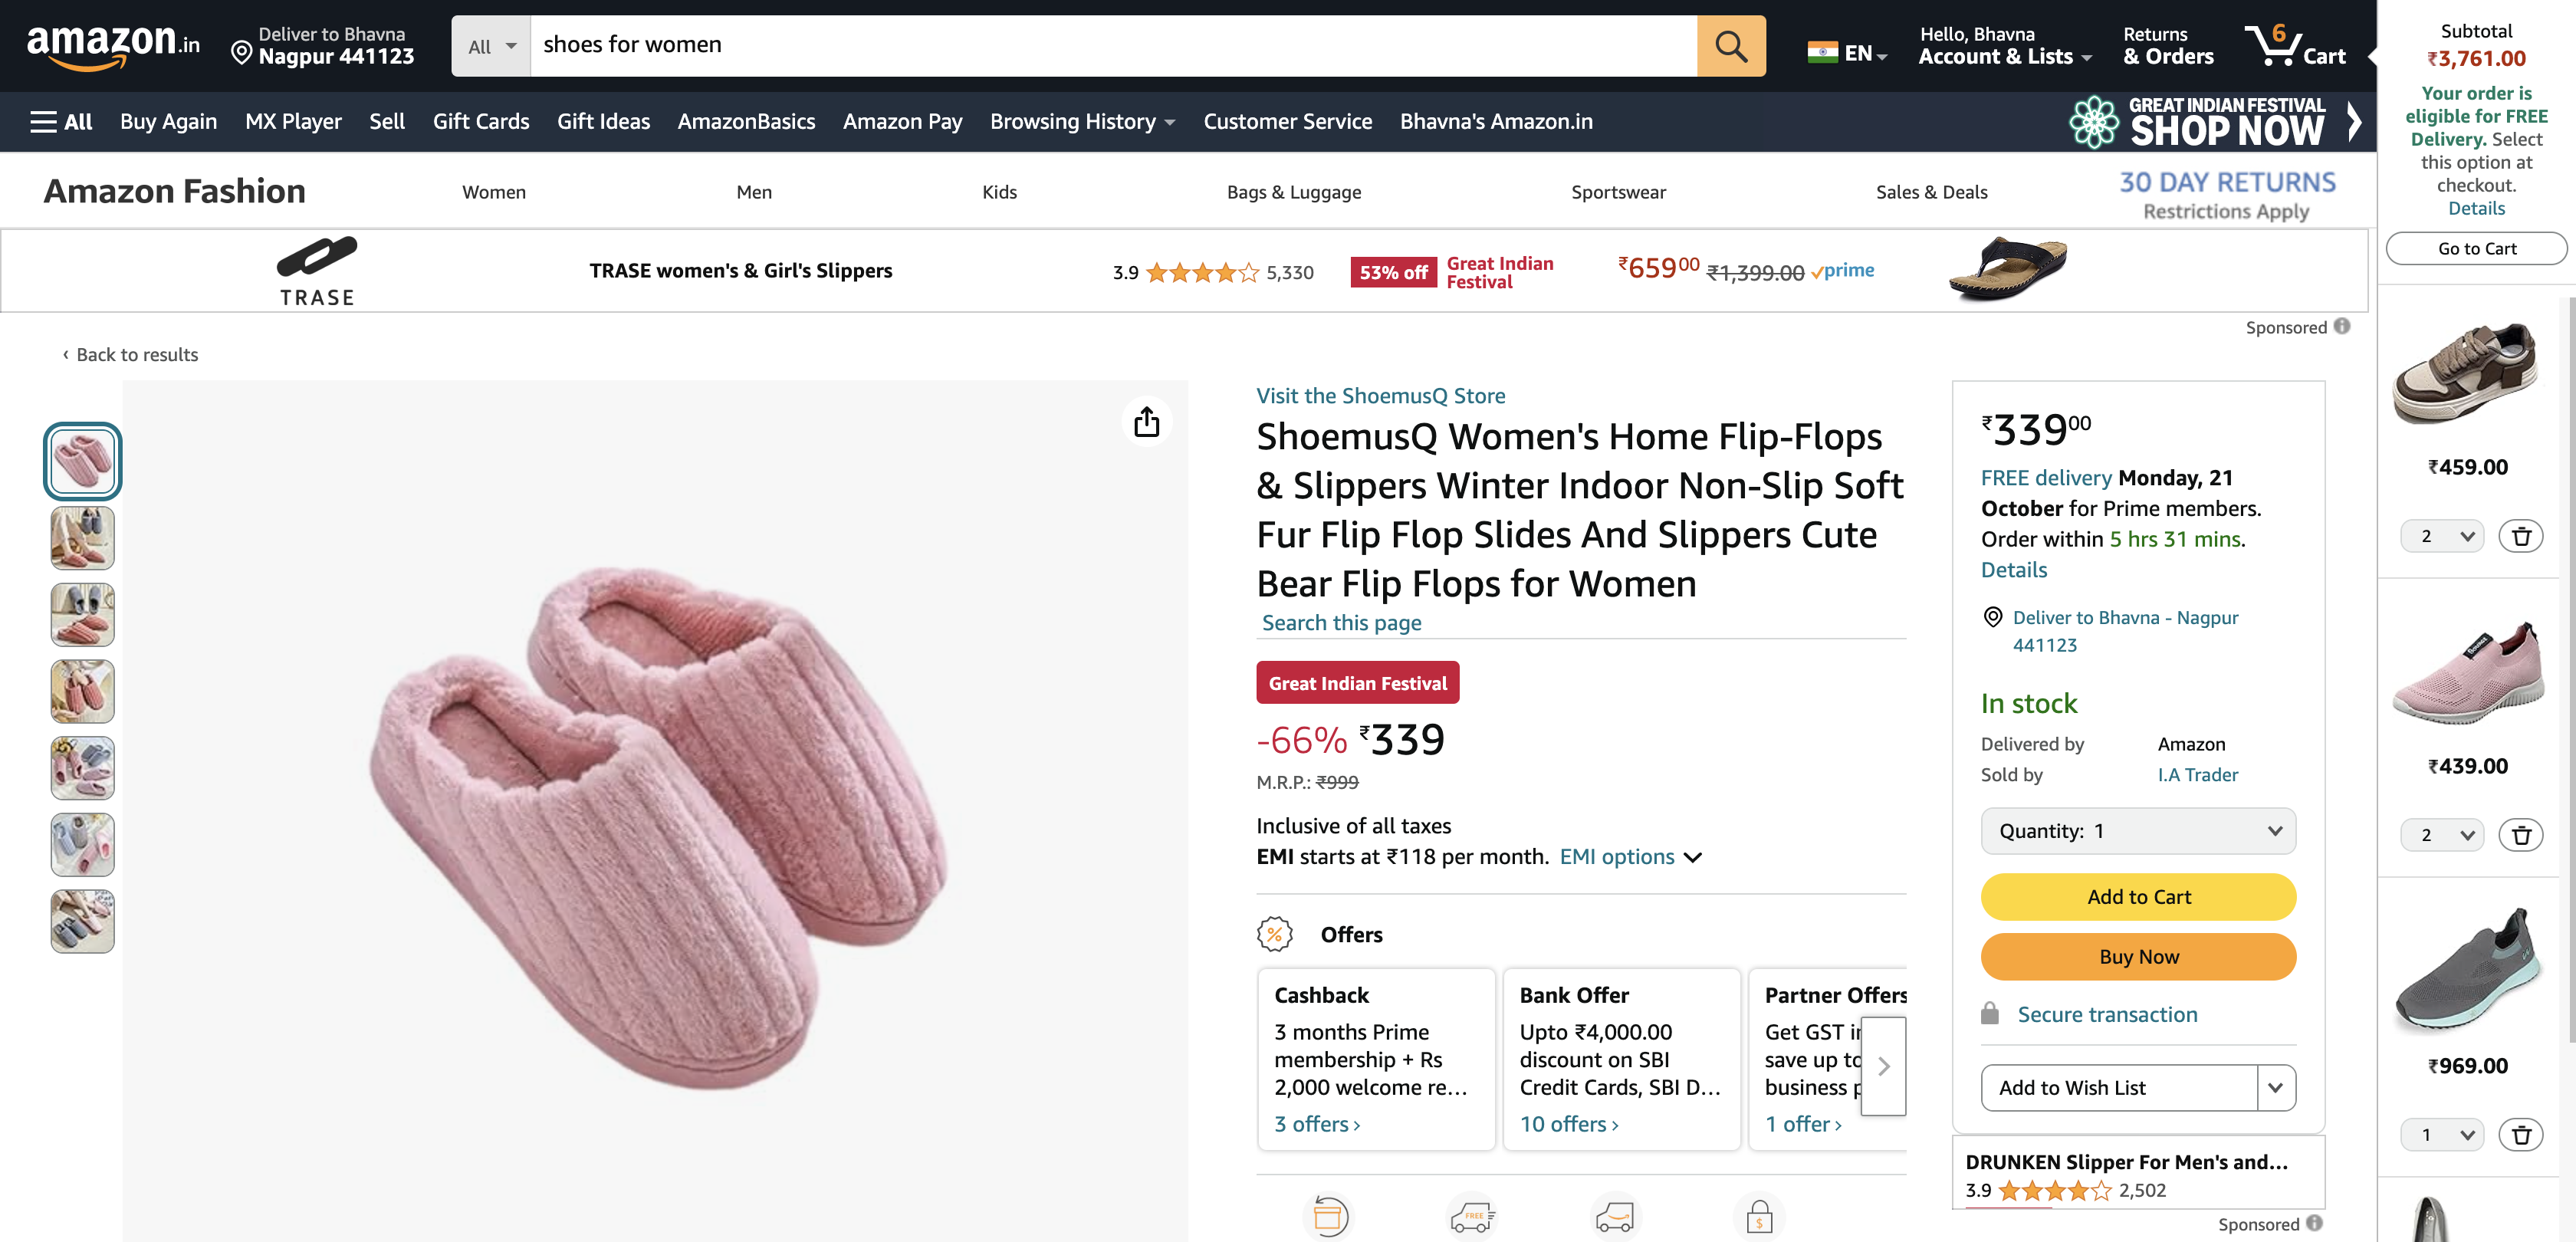 amazon.in
Deliver to Bhavna
Nagpur 441123
All
shoes for women
EN
Hello, Bhavna
Account & Lists
Returns
& Orders
6
Cart
All
Buy Again
MX Player
Sell
Gift Cards
Gift Ideas
AmazonBasics
Amazon Pay
Browsing History
Customer Service
Bhavna's Amazon.in
GREAT INDIAN FESTIVAL
SHOP NOW
Amazon Fashion
Women
Men
Kids
Bags & Luggage
Sportswear
Sales & Deals
30 DAY RETURNS
Restrictions Apply
TRASE
TRASE women's & Girl's Slippers
3.9
5,330
53% off
Great Indian
Festival
₹65900
₹1,399.00
prime
Sponsored
‹ Back to results
Visit the ShoemusQ Store
ShoemusQ Women's Home Flip-Flops
& Slippers Winter Indoor Non-Slip Soft
Fur Flip Flop Slides And Slippers Cute
Bear Flip Flops for Women
Search this page
Great Indian Festival
-66% ₹339
M.R.P.: ₹999
Inclusive of all taxes
EMI starts at ₹118 per month. EMI options
Offers
Cashback
3 months Prime
membership + Rs
2,000 welcome re…
3 offers ›
Bank Offer
Upto ₹4,000.00
discount on SBI
Credit Cards, SBI D…
10 offers ›
Partner Offers
Get GST in
save up to
business p
1 offer ›
FREE
₹33900
FREE delivery Monday, 21
October for Prime members.
Order within 5 hrs 31 mins.
Details
Deliver to Bhavna - Nagpur
441123
In stock
Delivered by Amazon
Sold by I.A Trader
Quantity: 1
Add to Cart
Buy Now
Secure transaction
Add to Wish List
DRUNKEN Slipper For Men's and...
3.9
2,502
Sponsored
Subtotal
₹3,761.00
Your order is
eligible for FREE
Delivery. Select
this option at
checkout.
Details
Go to Cart
₹459.00
2
₹439.00
2
₹969.00
1